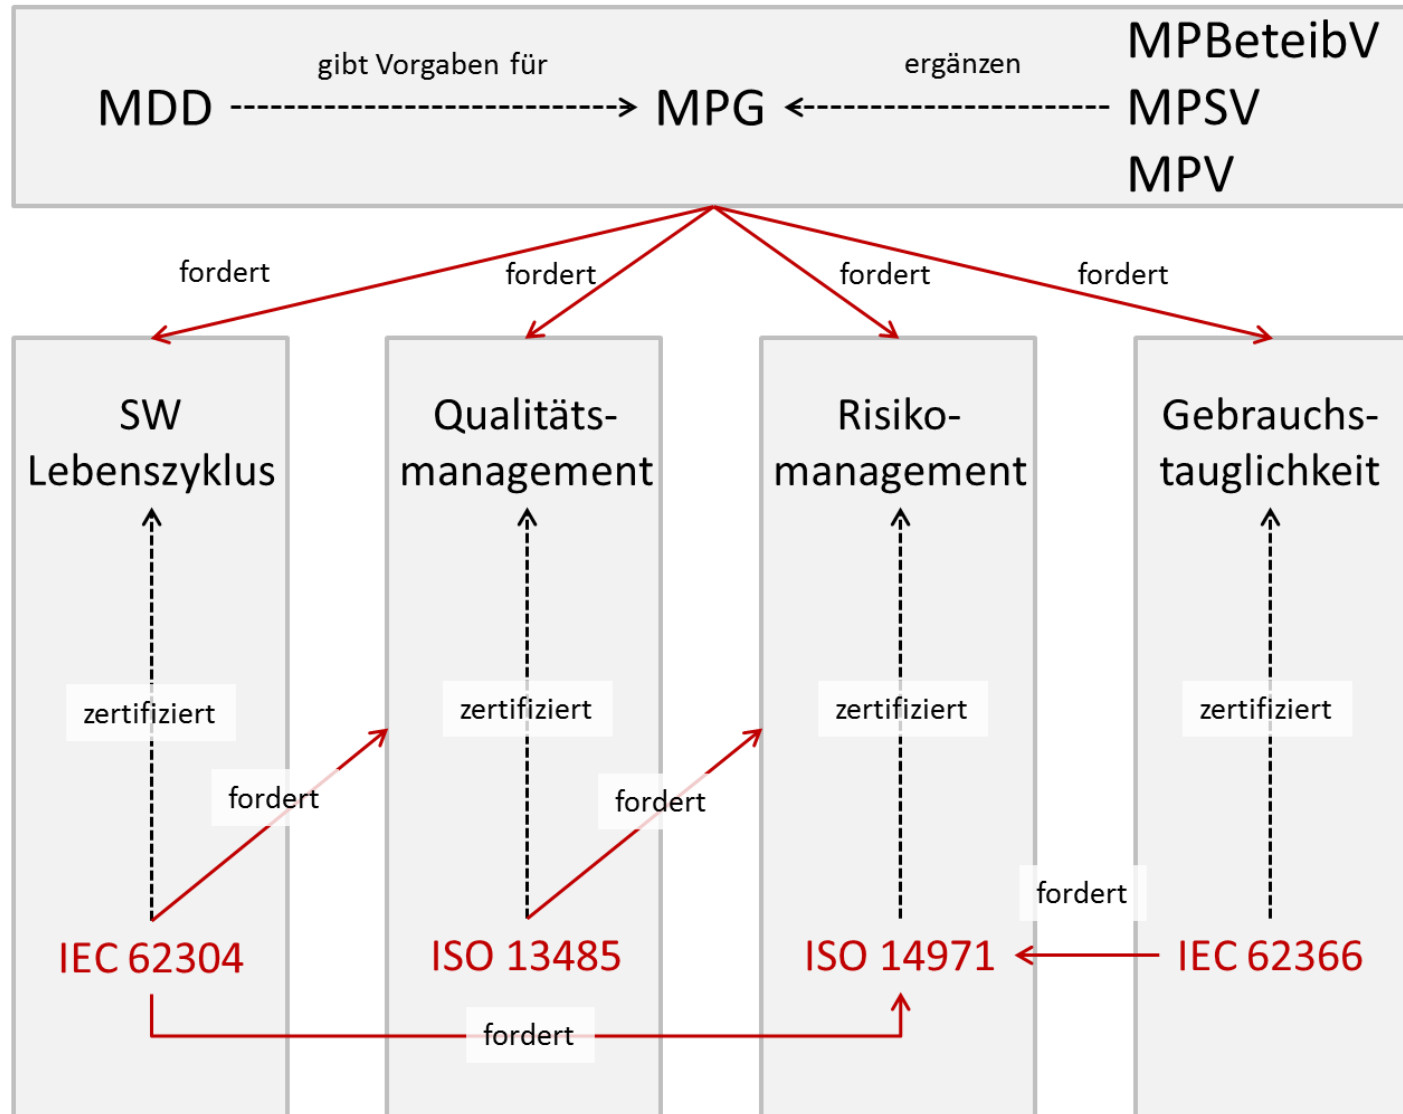 MPBeteibV
gibt Vorgaben für
ergänzen
MDD
MPG
MPSV
MPV
fordert
fordert
fordert
fordert
SW
Lebenszyklus
Qualitäts-
management
Risiko-
management
Gebrauchs-
tauglichkeit
zertifiziert
zertifiziert
zertifiziert
zertifiziert
fordert
fordert
fordert
IEC 62304
ISO 13485
ISO 14971
IEC 62366
fordert